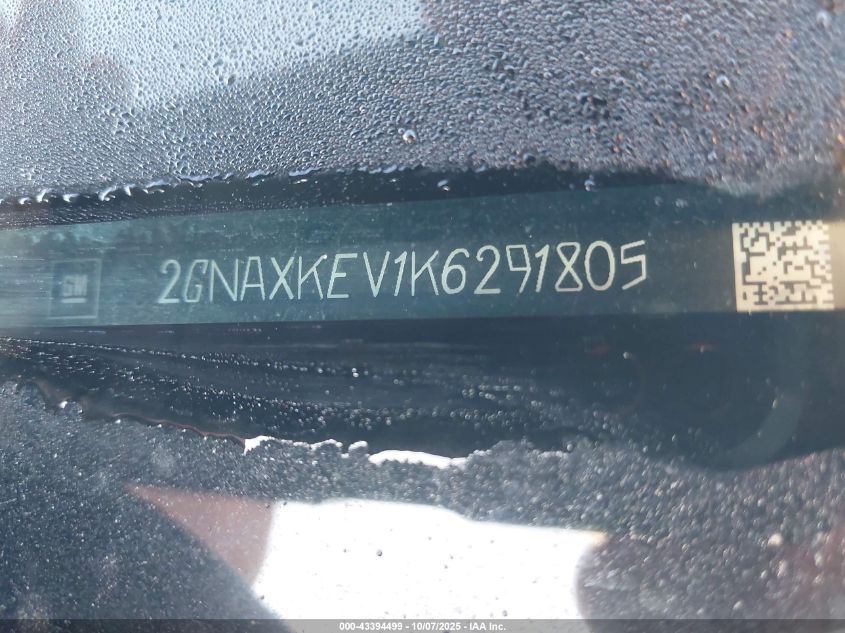 GM
2GNAXKEV1K6291805
000-43394499 - 10/07/2025 - IAA Inc.